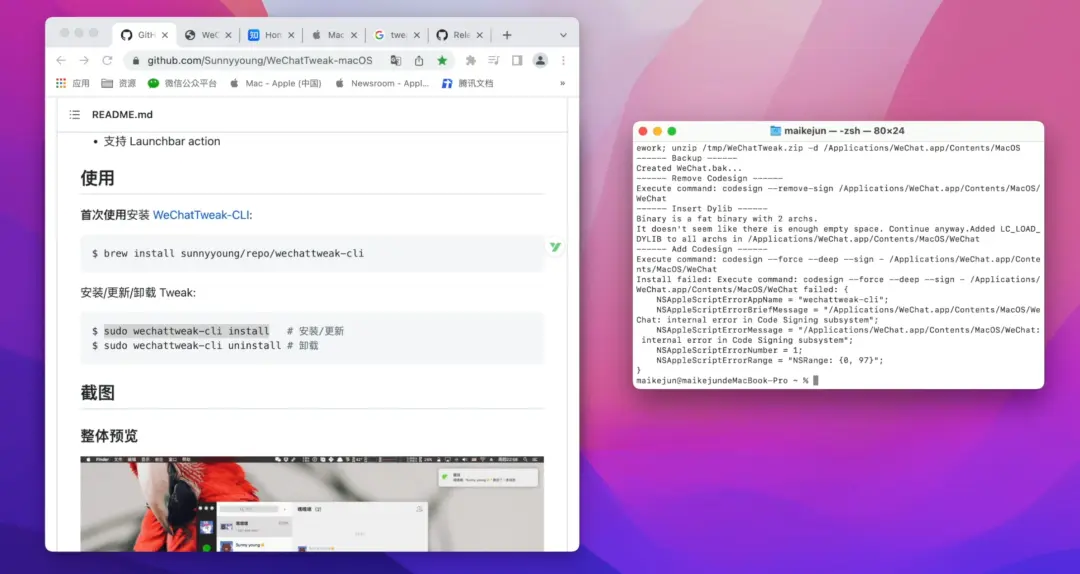 GitH
WeC
知 Hon
Mac
twea
Rele
github.com/Sunnyyoung/WeChatTweak-macOS
应用
资源
微信公众平台
Mac - Apple (中国)
Newsroom - Appl...
腾讯文档
»
README.md
• 支持 Launchbar action
使用
首次使用安装 WeChatTweak-CLI:
$ brew install sunnyyoung/repo/wechattweak-cli
安装/更新/卸载 Tweak:
$ sudo wechattweak-cli install # 安装/更新
$ sudo wechattweak-cli uninstall # 卸载
截图
整体预览
Finder
maikejun — -zsh — 80×24
ework; unzip /tmp/WeChatTweak.zip -d /Applications/WeChat.app/Contents/MacOS
------ Backup ------
Created WeChat.bak...
------ Remove Codesign ------
Execute command: codesign --remove-sign /Applications/WeChat.app/Contents/MacOS/
WeChat
------ Insert Dylib ------
Binary is a fat binary with 2 archs.
It doesn't seem like there is enough empty space. Continue anyway.Added LC_LOAD_
DYLIB to all archs in /Applications/WeChat.app/Contents/MacOS/WeChat
------ Add Codesign ------
Execute command: codesign --force --deep --sign - /Applications/WeChat.app/Conte
nts/MacOS/WeChat
Install failed: Execute command: codesign --force --deep --sign - /Applications/
WeChat.app/Contents/MacOS/WeChat failed: {
NSAppleScriptErrorAppName = "wechattweak-cli";
NSAppleScriptErrorBriefMessage = "/Applications/WeChat.app/Contents/MacOS/We
Chat: internal error in Code Signing subsystem";
NSAppleScriptErrorMessage = "/Applications/WeChat.app/Contents/MacOS/WeChat:
internal error in Code Signing subsystem";
NSAppleScriptErrorNumber = 1;
NSAppleScriptErrorRange = "NSRange: {0, 97}";
}
maikejun@maikejundeMacBook-Pro ~ %